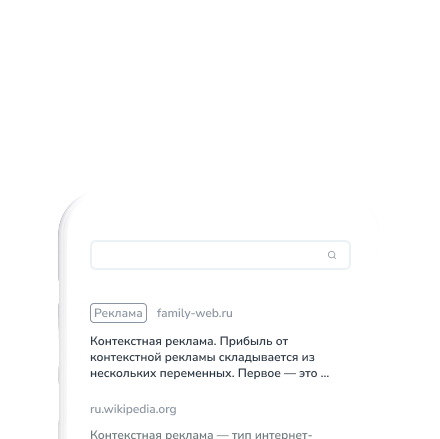 Реклама family-web.ru
Контекстная реклама. Прибыль от
контекстной рекламы складывается из
нескольких переменных. Первое — это ...
ru.wikipedia.org
Контекстная реклама — тип интернет-